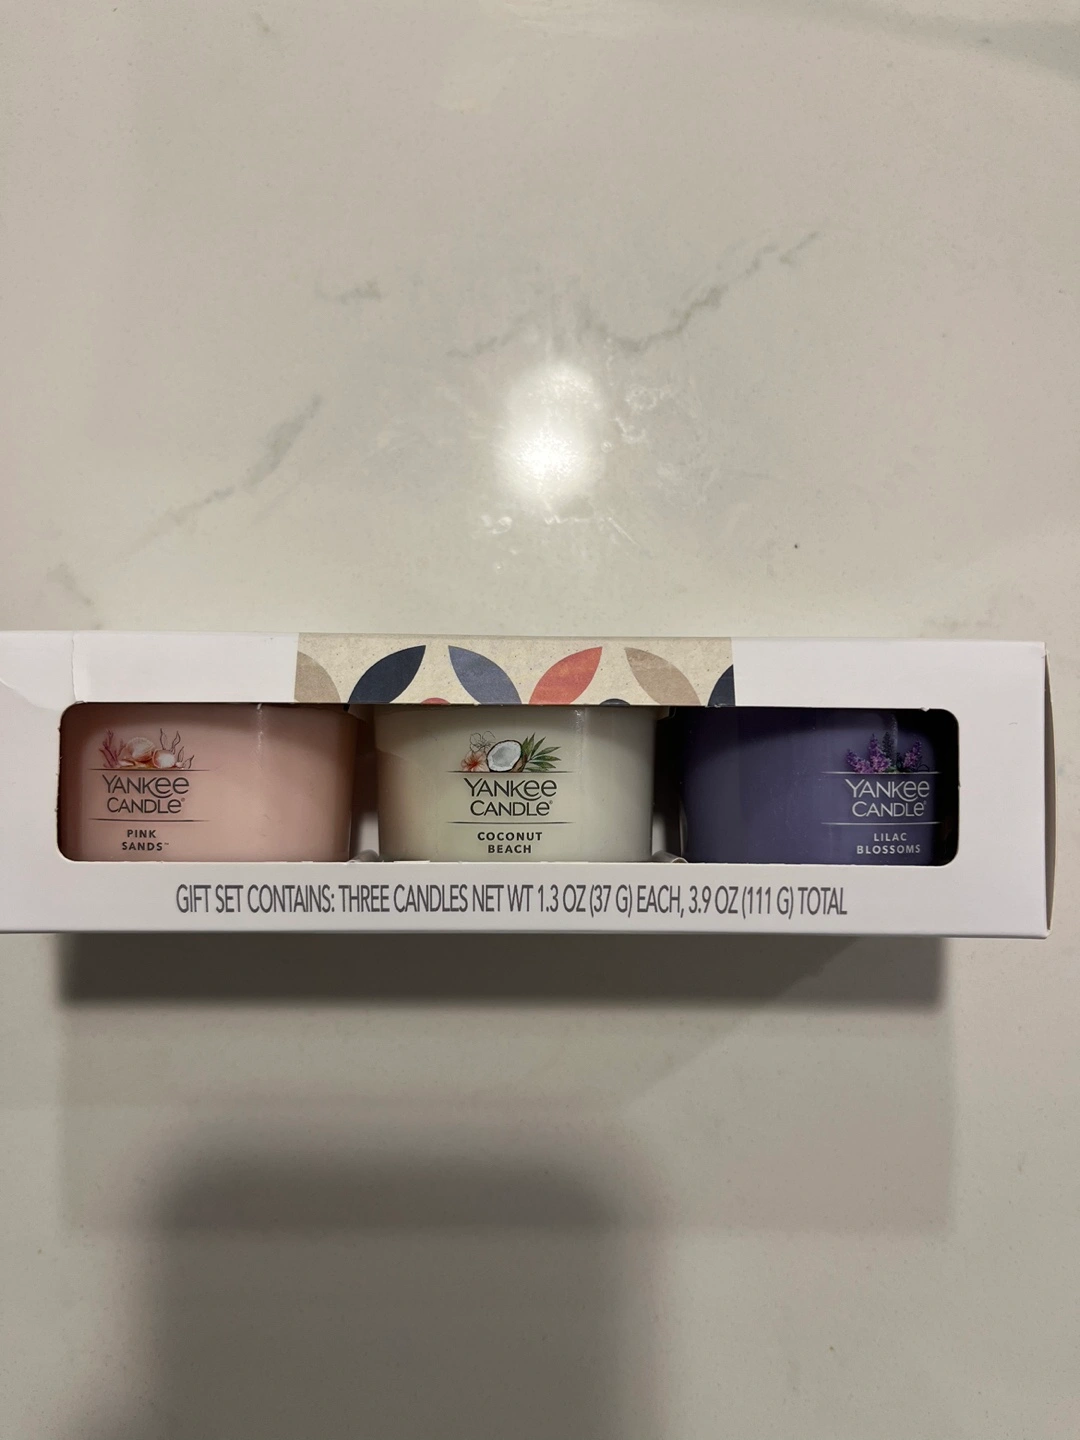 YANKEE
CANDLE®
PINK
SANDS™
YANKEE
CANDLE®
COCONUT
BEACH
YANKEE
CANDLE®
LILAC
BLOSSOMS
GIFT SET CONTAINS: THREE CANDLES NET WT 1.3 OZ (37 G) EACH, 3.9 OZ (111 G) TOTAL